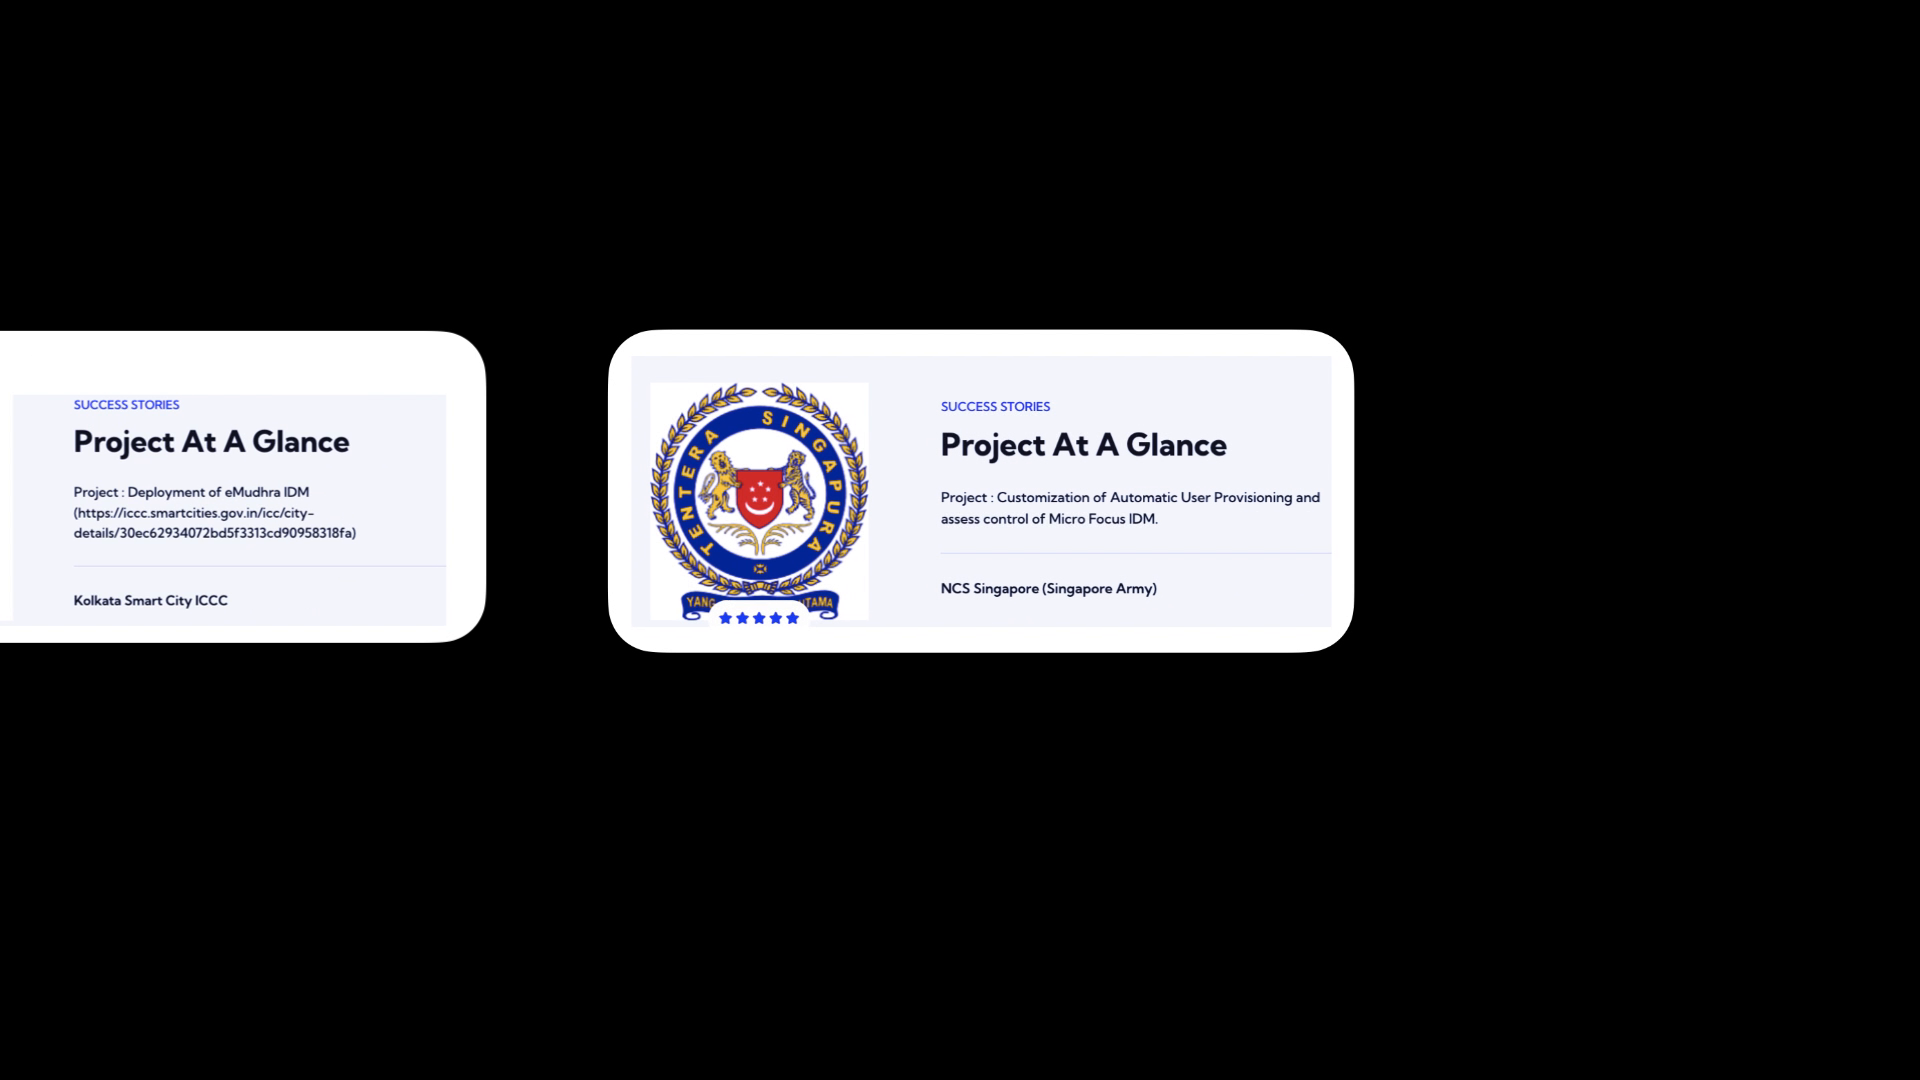 SUCCESS STORIES
Project At A Glance
Project : Deployment of eMudhra IDM
(https://iccc.smartcities.gov.in/icc/city-
details/30ec62934072bd5f3313cd90958318fa)
Kolkata Smart City ICCC
TENTERA SINGAPURA
YANG
UTAMA
SUCCESS STORIES
Project At A Glance
Project : Customization of Automatic User Provisioning and
assess control of Micro Focus IDM.
NCS Singapore (Singapore Army)